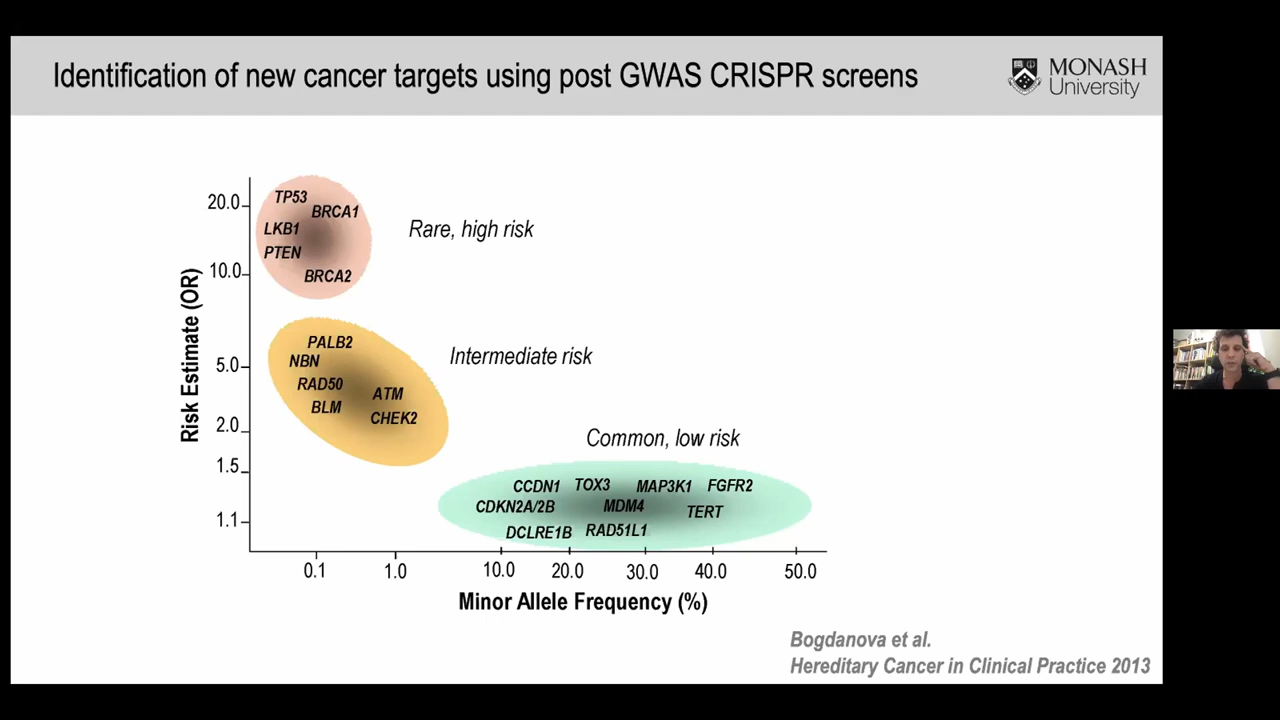 Identification of new cancer targets using post GWAS CRISPR screens
MONASH
University
20.0
10.0
5.0
2.0
1.5
1.1
Risk Estimate (OR)
TP53
BRCA1
LKB1
PTEN
BRCA2
Rare, high risk
PALB2
NBN
RAD50
ATM
BLM
CHEK2
Intermediate risk
Common, low risk
CCDN1 TOX3 MAP3K1 FGFR2
CDKN2A/2B MDM4 TERT
DCLRE1B RAD51L1
0.1 1.0 10.0 20.0 30.0 40.0 50.0
Minor Allele Frequency (%)
Bogdanova et al.
Hereditary Cancer in Clinical Practice 2013